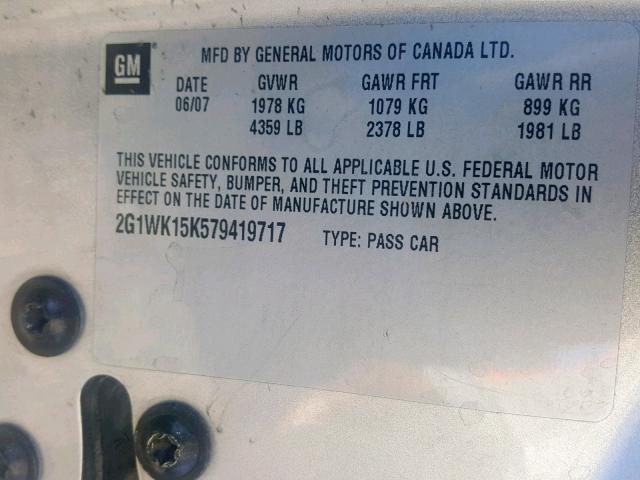 GM
MFD BY GENERAL MOTORS OF CANADA LTD.
DATE GVWR GAWR FRT GAWR RR
06/07 1978 KG 1079 KG 899 KG
4359 LB 2378 LB 1981 LB
THIS VEHICLE CONFORMS TO ALL APPLICABLE U.S. FEDERAL MOTOR
VEHICLE SAFETY, BUMPER, AND THEFT PREVENTION STANDARDS IN
EFFECT ON THE DATE OF MANUFACTURE SHOWN ABOVE.
2G1WK15K579419717 TYPE: PASS CAR